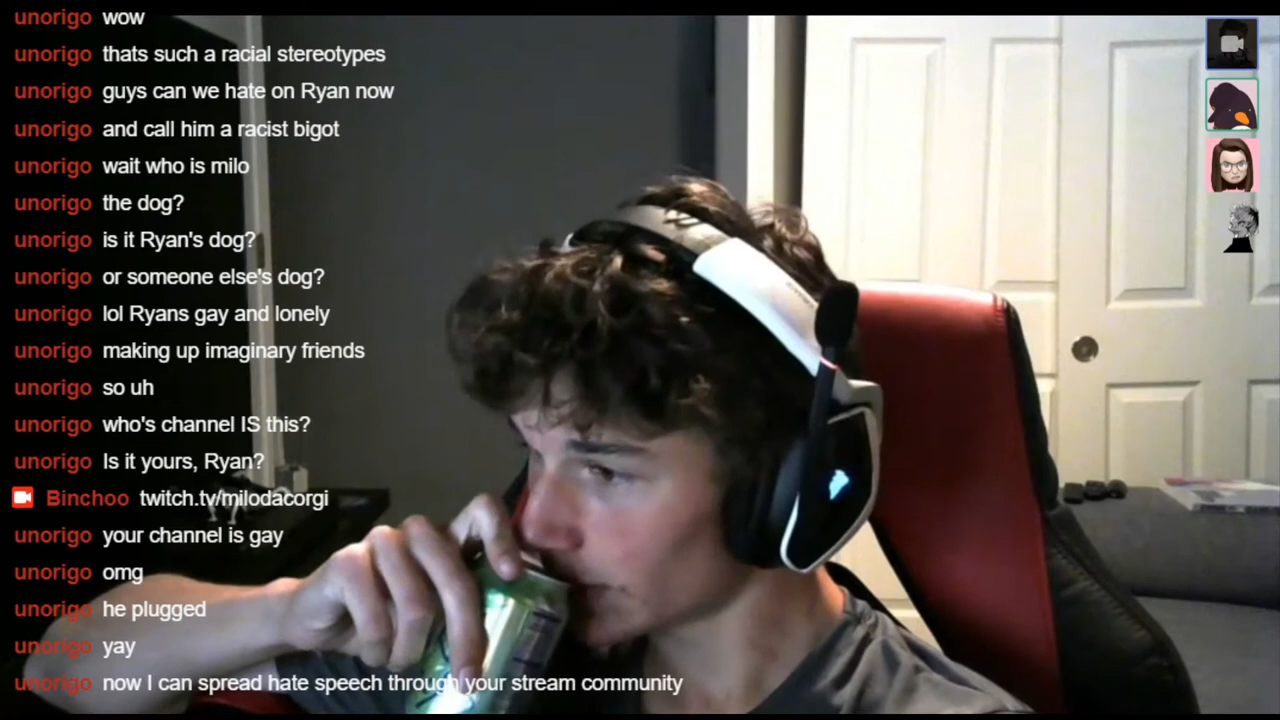 unorigo wow
unorigo thats such a racial stereotypes
unorigo guys can we hate on Ryan now
unorigo and call him a racist bigot
unorigo wait who is milo
unorigo the dog?
unorigo is it Ryan's dog?
unorigo or someone else's dog?
unorigo lol Ryans gay and lonely
unorigo making up imaginary friends
unorigo so uh
unorigo who's channel IS this?
unorigo Is it yours, Ryan?
Binchoo twitch.tv/milodacorgi
unorigo your channel is gay
unorigo omg
unorigo he plugged
unorigo yay
unorigo now I can spread hate speech through your stream community